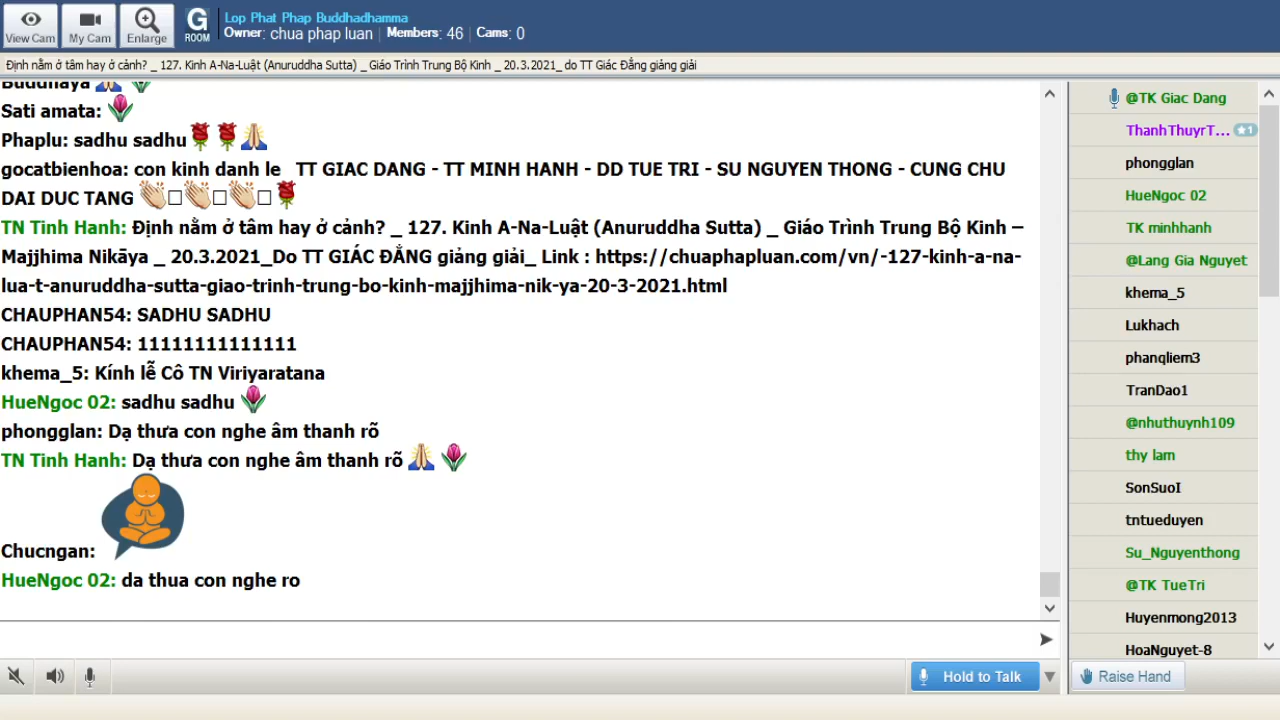 View Cam
My Cam
Enlarge
G
ROOM
Lop Phat Phap Buddhadhamma
Owner: chua phap luan | Members: 46 | Cams: 0
Định nằm ở tâm hay ở cảnh? _ 127. Kinh A-Na-Luật (Anuruddha Sutta) _ Giáo Trình Trung Bộ Kinh _ 20.3.2021_ do TT Giác Đẳng giảng giải
Buddhaya
Sati amata:
Phaplu: sadhu sadhu
gocatbienhoa: con kinh danh le TT GIAC DANG - TT MINH HANH - DD TUE TRI - SU NGUYEN THONG - CUNG CHU
DAI DUC TANG
TN Tinh Hanh: Định nằm ở tâm hay ở cảnh? _ 127. Kinh A-Na-Luật (Anuruddha Sutta) _ Giáo Trình Trung Bộ Kinh –
Majjhima Nikāya _ 20.3.2021_Do TT GIÁC ĐẲNG giảng giải_ Link : https://chuaphapluan.com/vn/-127-kinh-a-na-
lua-t-anuruddha-sutta-giao-trinh-trung-bo-kinh-majjhima-nik-ya-20-3-2021.html
CHAUPHAN54: SADHU SADHU
CHAUPHAN54: 11111111111111
khema_5: Kính lễ Cô TN Viriyaratana
HueNgoc 02: sadhu sadhu
phongglan: Dạ thưa con nghe âm thanh rõ
TN Tinh Hanh: Dạ thưa con nghe âm thanh rõ
Chucngan:
HueNgoc 02: da thua con nghe ro
Hold to Talk
@TK Giac Dang
ThanhThuyrT... 1
phongglan
HueNgoc 02
TK minhhanh
@Lang Gia Nguyet
khema_5
Lukhach
phanqliem3
TranDao1
@nhuthuynh109
thy lam
SonSuoI
tntueduyen
Su_Nguyenthong
@TK TueTri
Huyenmong2013
HoaNguyet-8
Raise Hand